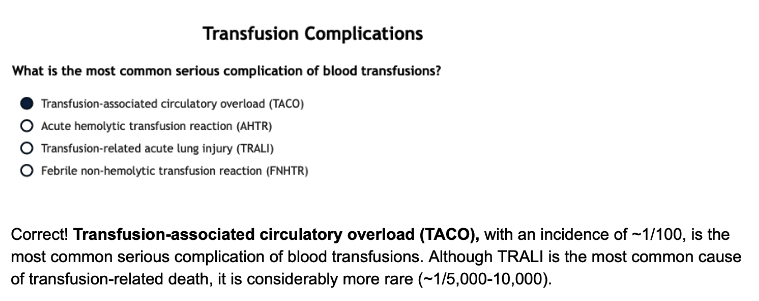 Transfusion Complications
What is the most common serious complication of blood transfusions?
Transfusion-associated circulatory overload (TACO)
Acute hemolytic transfusion reaction (AHTR)
Transfusion-related acute lung injury (TRALI)
Febrile non-hemolytic transfusion reaction (FNHTR)
Correct! Transfusion-associated circulatory overload (TACO), with an incidence of ~1/100, is the
most common serious complication of blood transfusions. Although TRALI is the most common cause
of transfusion-related death, it is considerably more rare (~1/5,000-10,000).